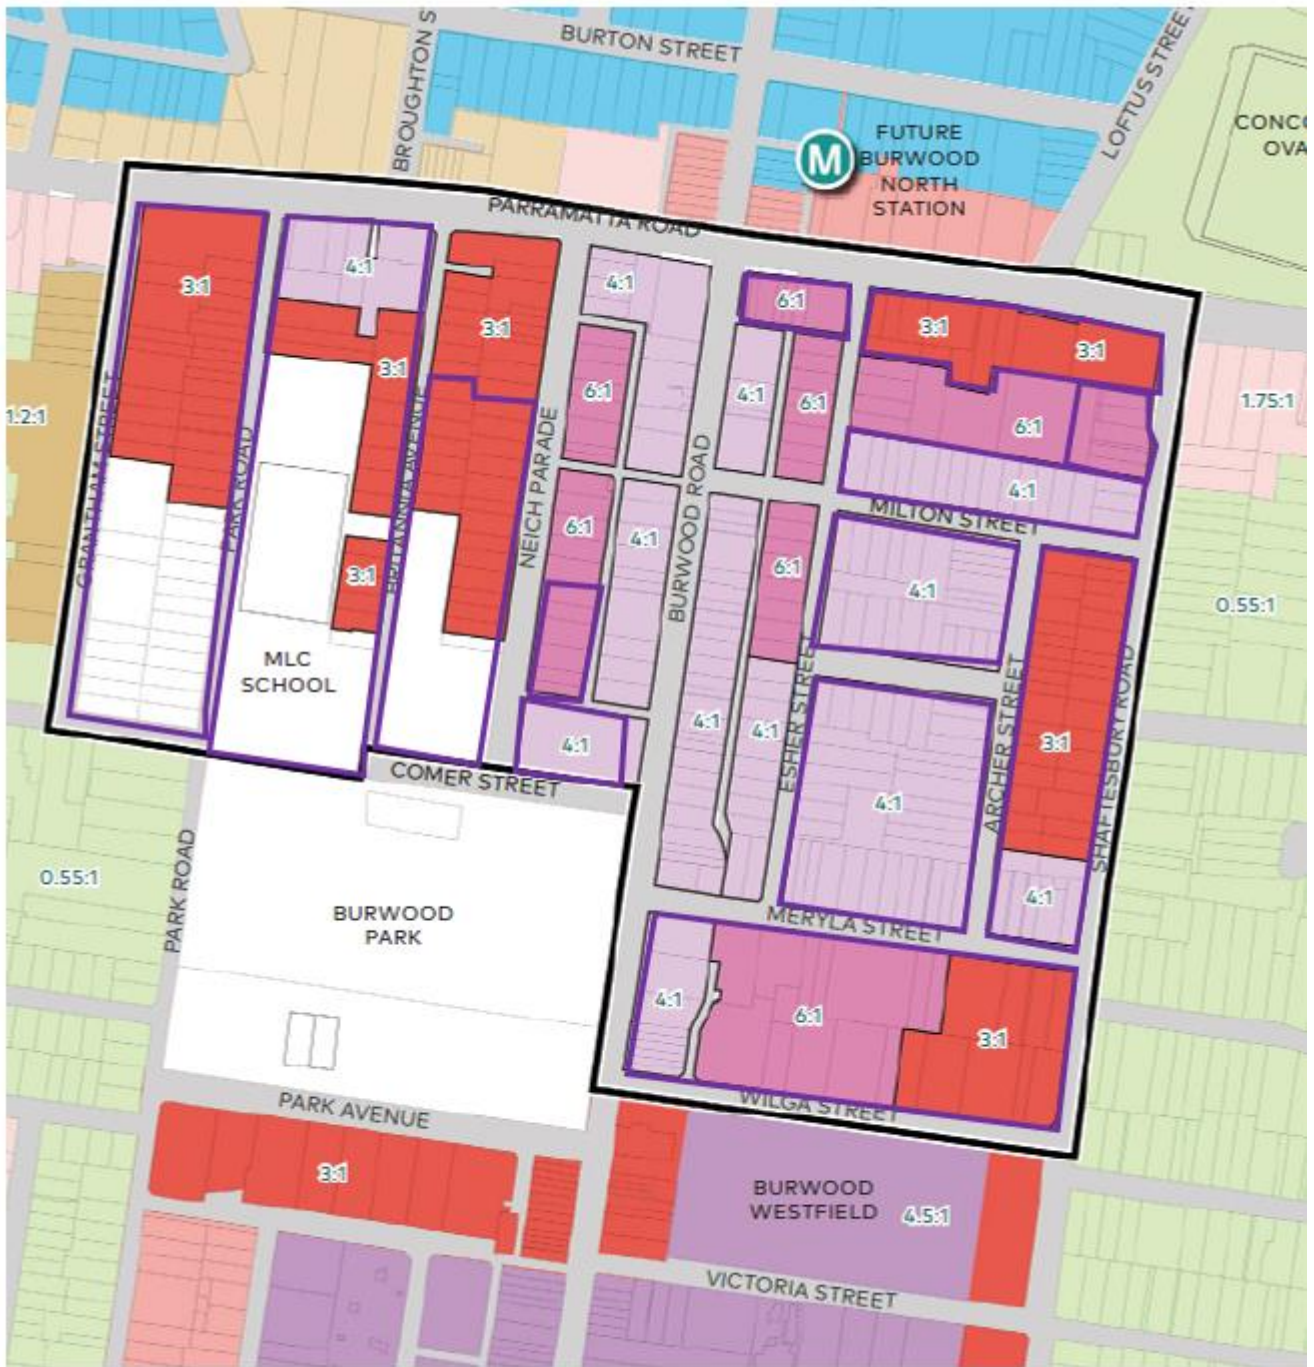 BURTON STREET
BROUGHTON S
LOFTUS STREET
CONCO
OVA
M
FUTURE
BURWOOD
NORTH
STATION
PARRAMATTA ROAD
3:1
4:1
3:1
3:1
4:1
6:1
4:1
6:1
6:1
3:1
3:1
6:1
4:1
1.2:1
1.75:1
GRANTHAM STREET
PARK ROAD
BRITANNIA AVENUE
NEICH PARADE
BURWOOD ROAD
MILTON STREET
3:1
6:1
4:1
6:1
4:1
0.55:1
MLC
SCHOOL
4:1
4:1
4:1
ESHER STREET
ARCHER STREET
SHAFTESBURY ROAD
3:1
4:1
COMER STREET
PARK ROAD
0.55:1
BURWOOD
PARK
4:1
MERYLA STREET
4:1
6:1
3:1
PARK AVENUE
WILGA STREET
3:1
BURWOOD
WESTFIELD
4.5:1
VICTORIA STREET